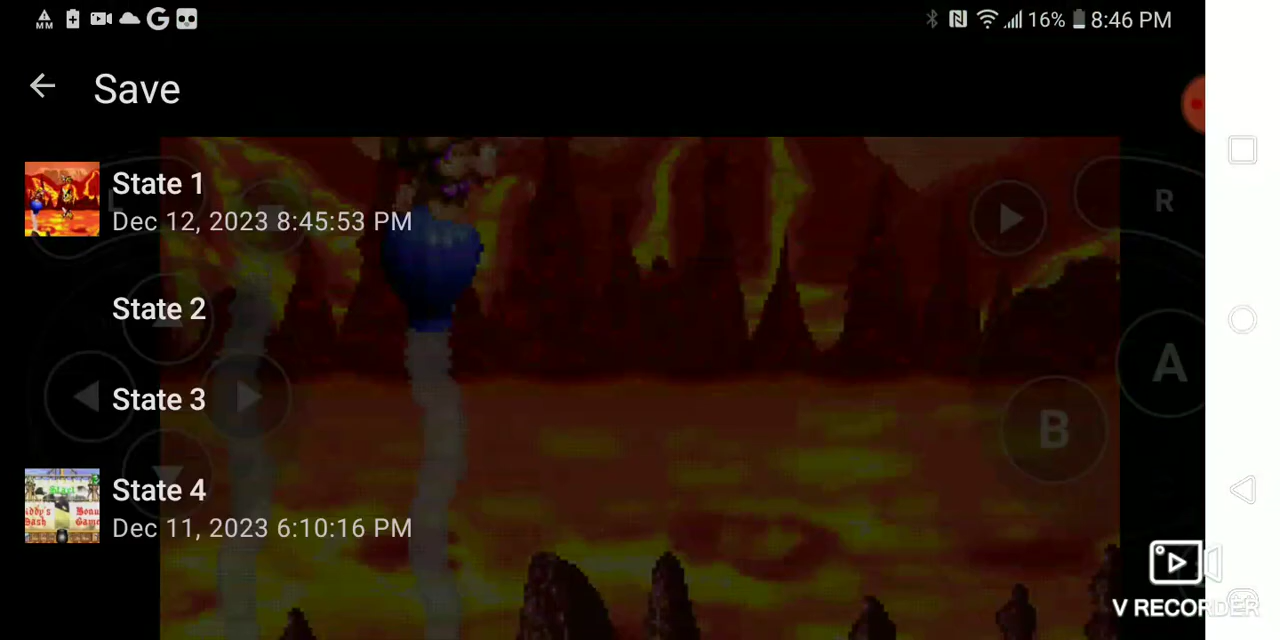 MM
G
N
16%
8:46 PM
Save
State 1
Dec 12, 2023 8:45:53 PM
R
State 2
A
State 3
B
State 4
Dec 11, 2023 6:10:16 PM
V RECORDER